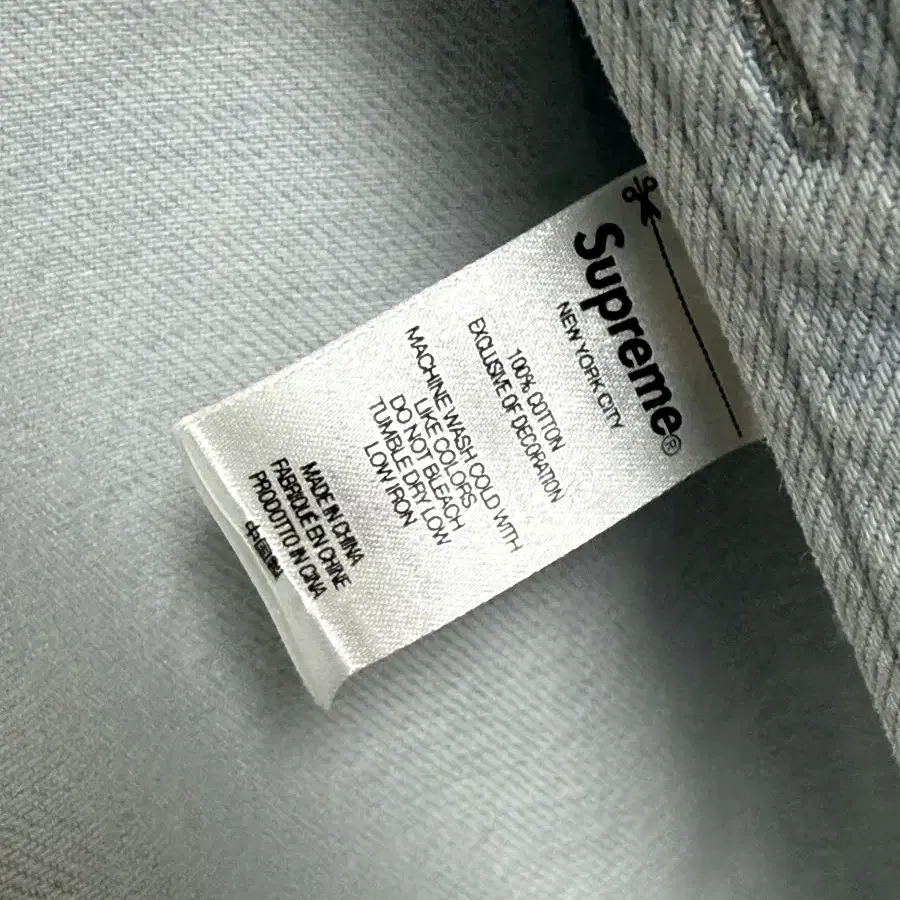 Supreme®
NEW YORK CITY
100% COTTON
EXCLUSIVE OF DECORATION
MACHINE WASH COLD WITH
LIKE COLORS
DO NOT BLEACH
TUMBLE DRY LOW
LOW IRON
MADE IN CHINA
FABRIQUÉ EN CHINE
PRODOTTO IN CINA
中国製